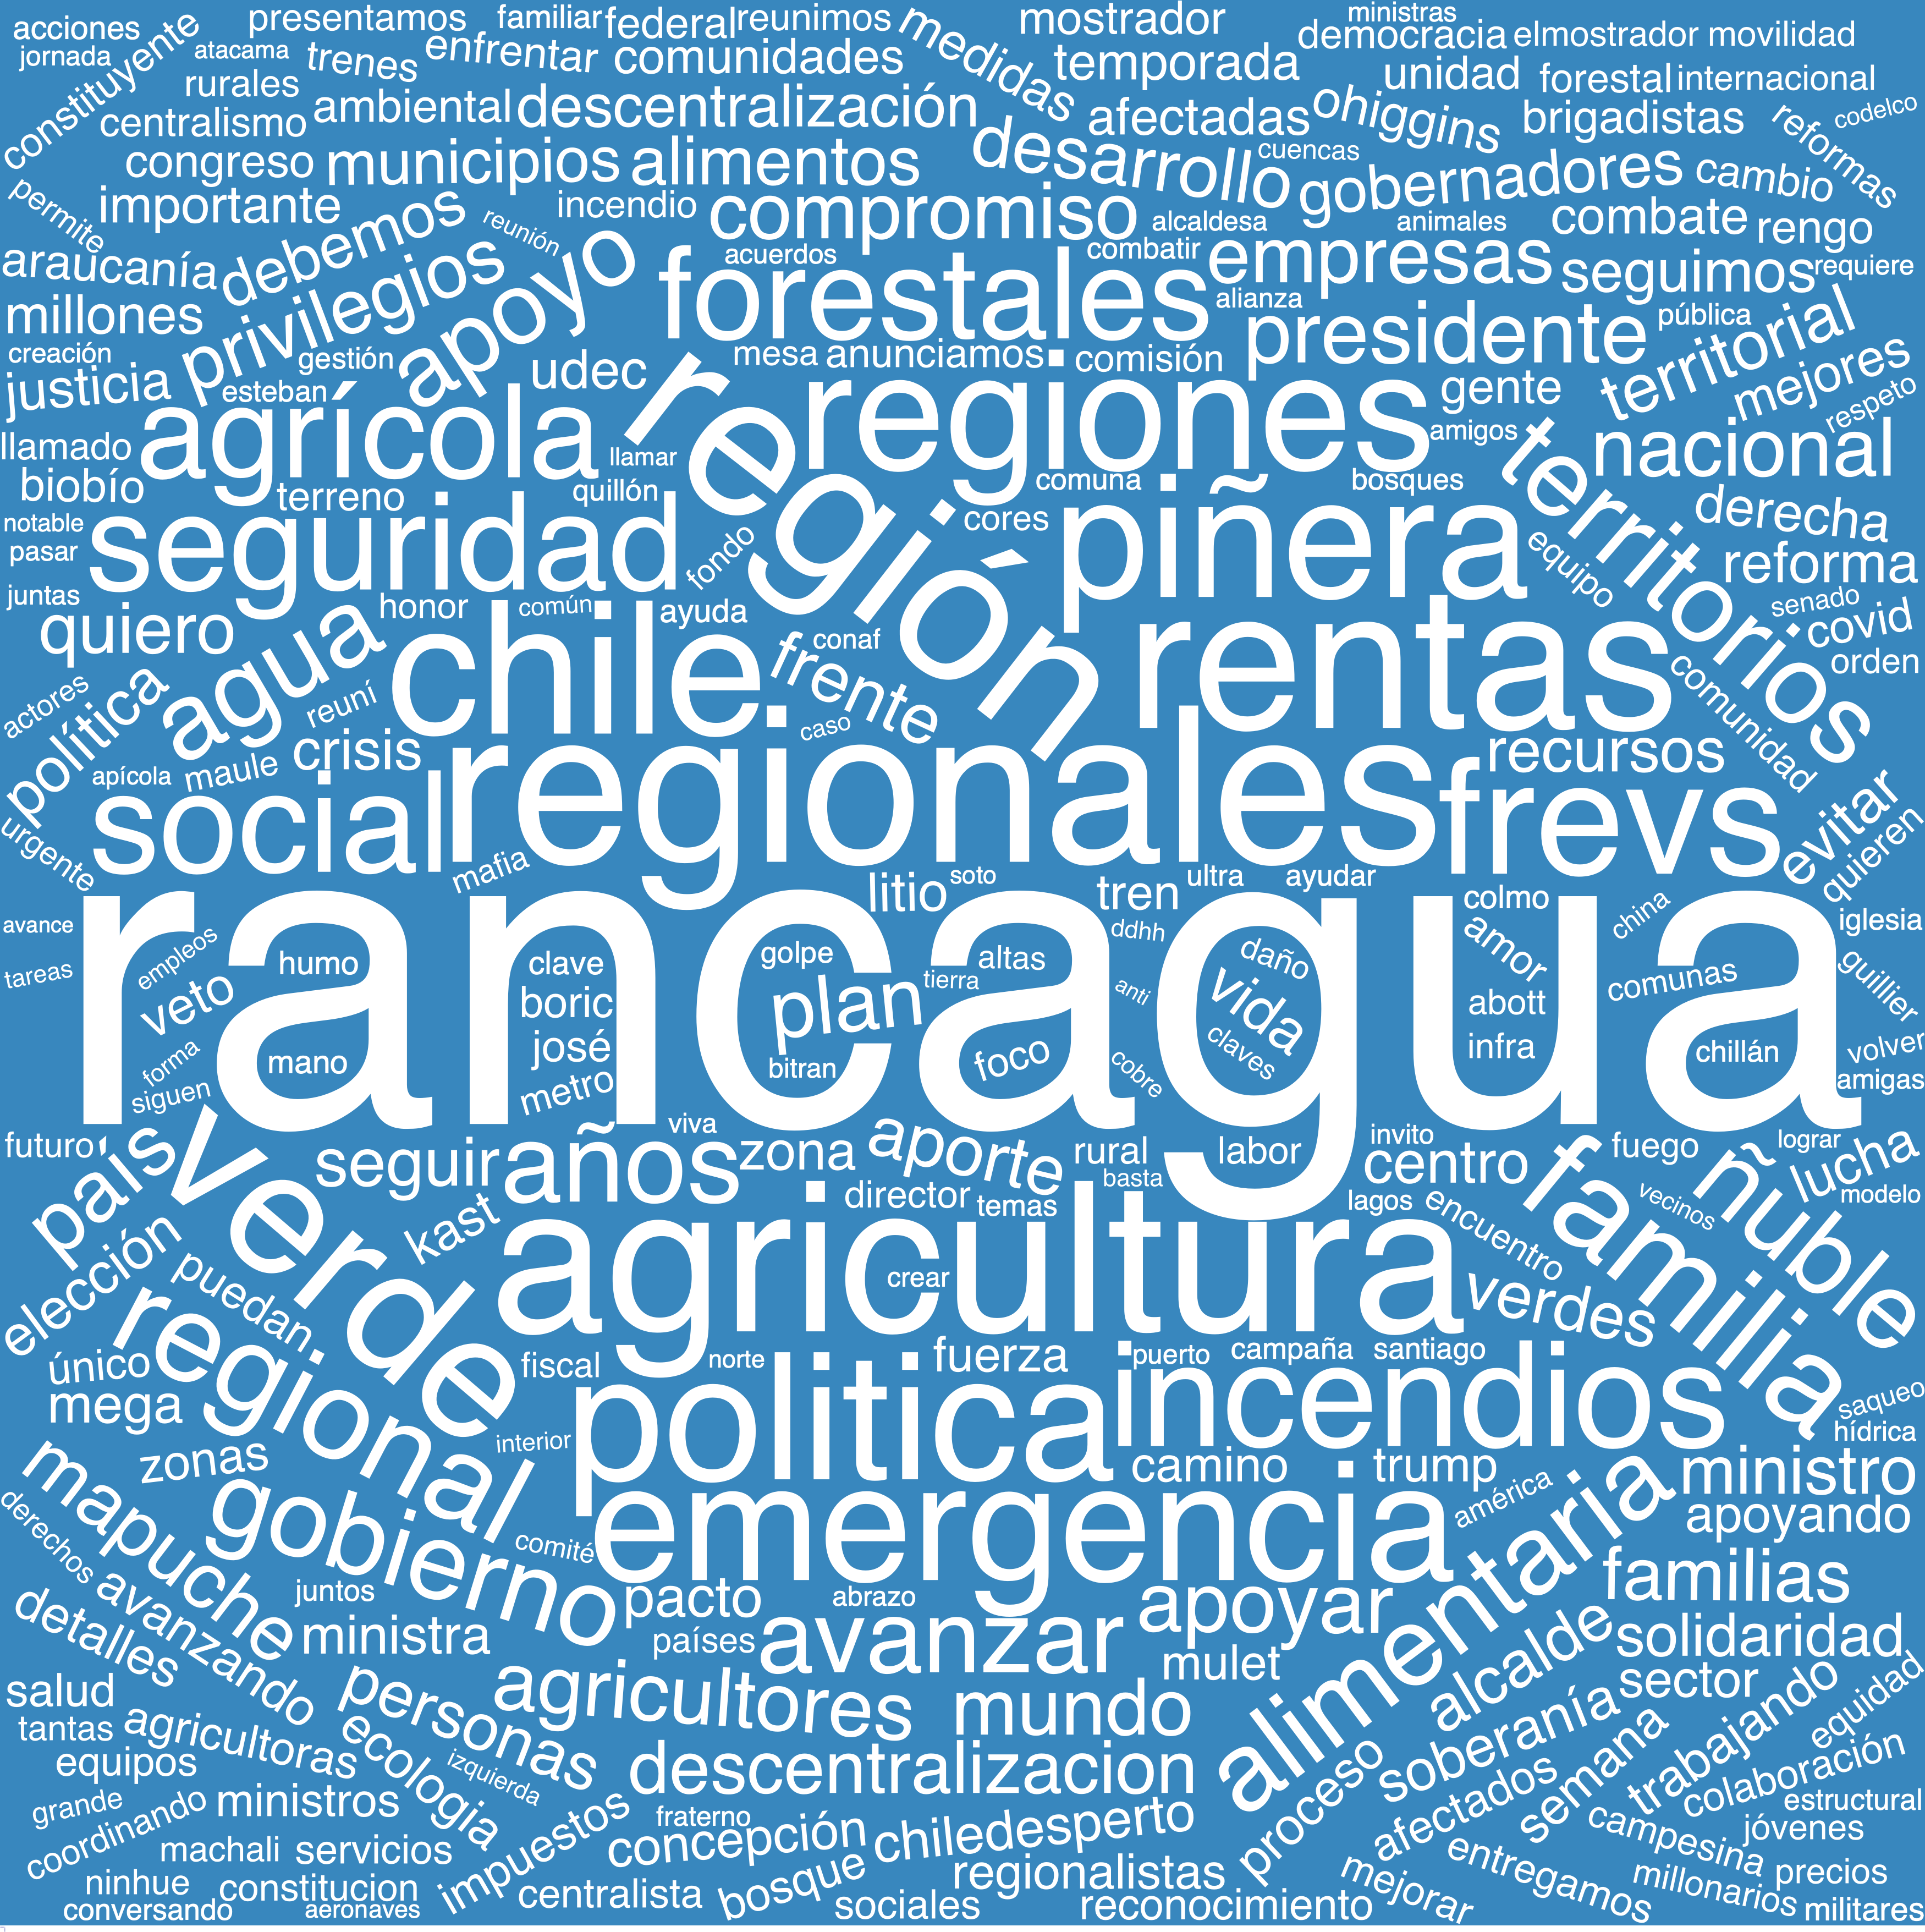 acciones presentamos familiar federal reunimos medidas mostrador ministras
jornada constituyente atacama trenes enfrentar comunidades temporada democracia elmostrador movilidad
rurales ambiental descentralización unidad forestal internacional
centralismo afectadas ohiggins brigadistas reformas codelco
congreso municipios alimentos desarrollo cuencas gobernadores cambio
permite importante debemos reunión incendio compromiso alcaldesa animales combate rengo
araucanía privilegios apoyo acuerdos combatir empresas seguimos requiere
millones forestales alianza presidente pública territorial
creación gestión udec mesa anunciamos comisión mejores
justicia esteban agrícola región regiones gente respeto
llamado llamar amigos territorios nacional
biobío terreno quillón comuna bosques
notable seguridad fondo cores piñera derecha
pasar equipo reforma
juntas honor común ayuda senado
quiero chile conaf frente rentas covid
política agua reuní comunidad orden
actores crisis caso recursos
apícola maule regionales
social frevs evitar
urgente mafia litio soto tren ultra ayudar quieren
rancagua colmo china iglesia
avance empleos humo clave golpe altas ddhh daño amor
tareas veto boric plan tierra anti vida abott comunas guillier
forma mano josé bitran foco cobre claves infra chillán volver
siguen metro amigas
futuro país verde viva zona aporte rural labor invito fuego lograr
seguir años basta centro familia ñuble lucha
director temas lagos encuentro vecinos modelo
elección kast agricultura
puedan crear verdes
único regional fiscal norte fuerza puerto campaña santiago
mega politica incendios saqueo
interior hídrica
zonas camino trump ministro
mapuche gobierno emergencia américa alimentaria apoyando
derechos comité
detalles avanzando juntos pacto abrazo apoyar familias
ministra países avanzar mulet alcalde solidaridad
salud personas agricultores mundo sector
tantas agricultoras ecologia soberanía trabajando equidad
equipos izquierda descentralizacion proceso semana colaboración
grande ministros impuestos fraterno afectados estructural
coordinando machali servicios concepción chiledesperto campesina jóvenes
ninhue constitucion centralista bosque regionalistas mejorar entregamos millonarios precios
conversando aeronaves sociales reconocimiento militares